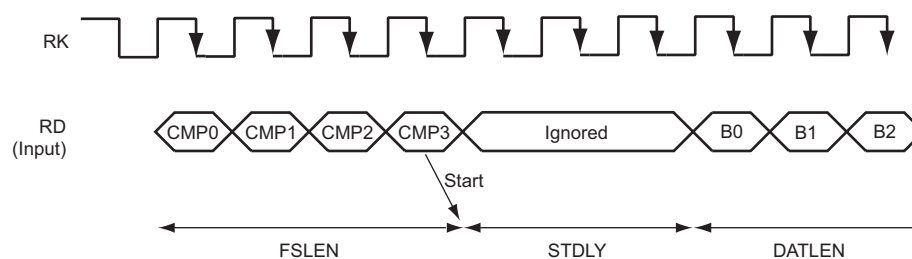 RK
RD
(Input)
CMP0 CMP1 CMP2 CMP3 Ignored B0 B1 B2
Start
FSLEN STDLY DATLEN